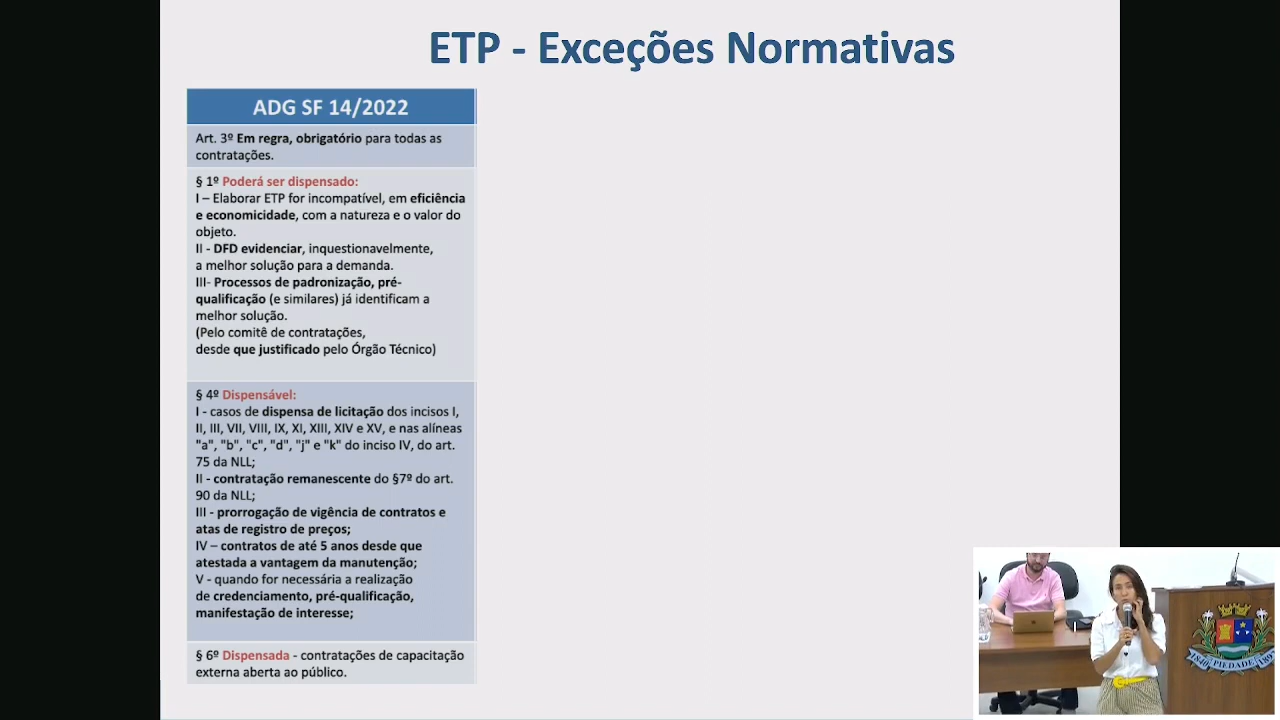 ETP - Exceções Normativas
ADG SF 14/2022
Art. 3º Em regra, obrigatório para todas as
contratações.
§ 1º Poderá ser dispensado:
I – Elaborar ETP for incompatível, em eficiência
e economicidade, com a natureza e o valor do
objeto.
II - DFD evidenciar, inquestionavelmente,
a melhor solução para a demanda.
III- Processos de padronização, pré-
qualificação (e similares) já identificam a
melhor solução.
(Pelo comitê de contratações,
desde que justificado pelo Órgão Técnico)
§ 4º Dispensável:
I - casos de dispensa de licitação dos incisos I,
II, III, VII, VIII, IX, XI, XIII, XIV e XV, e nas alíneas
"a", "b", "c", "d", "j" e "k" do inciso IV, do art.
75 da NLL;
II - contratação remanescente do §7º do art.
90 da NLL;
III - prorrogação de vigência de contratos e
atas de registro de preços;
IV – contratos de até 5 anos desde que
atestada a vantagem da manutenção;
V - quando for necessária a realização
de credenciamento, pré-qualificação,
manifestação de interesse;
§ 6º Dispensada - contratações de capacitação
externa aberta ao público.
1840 PIEDADE